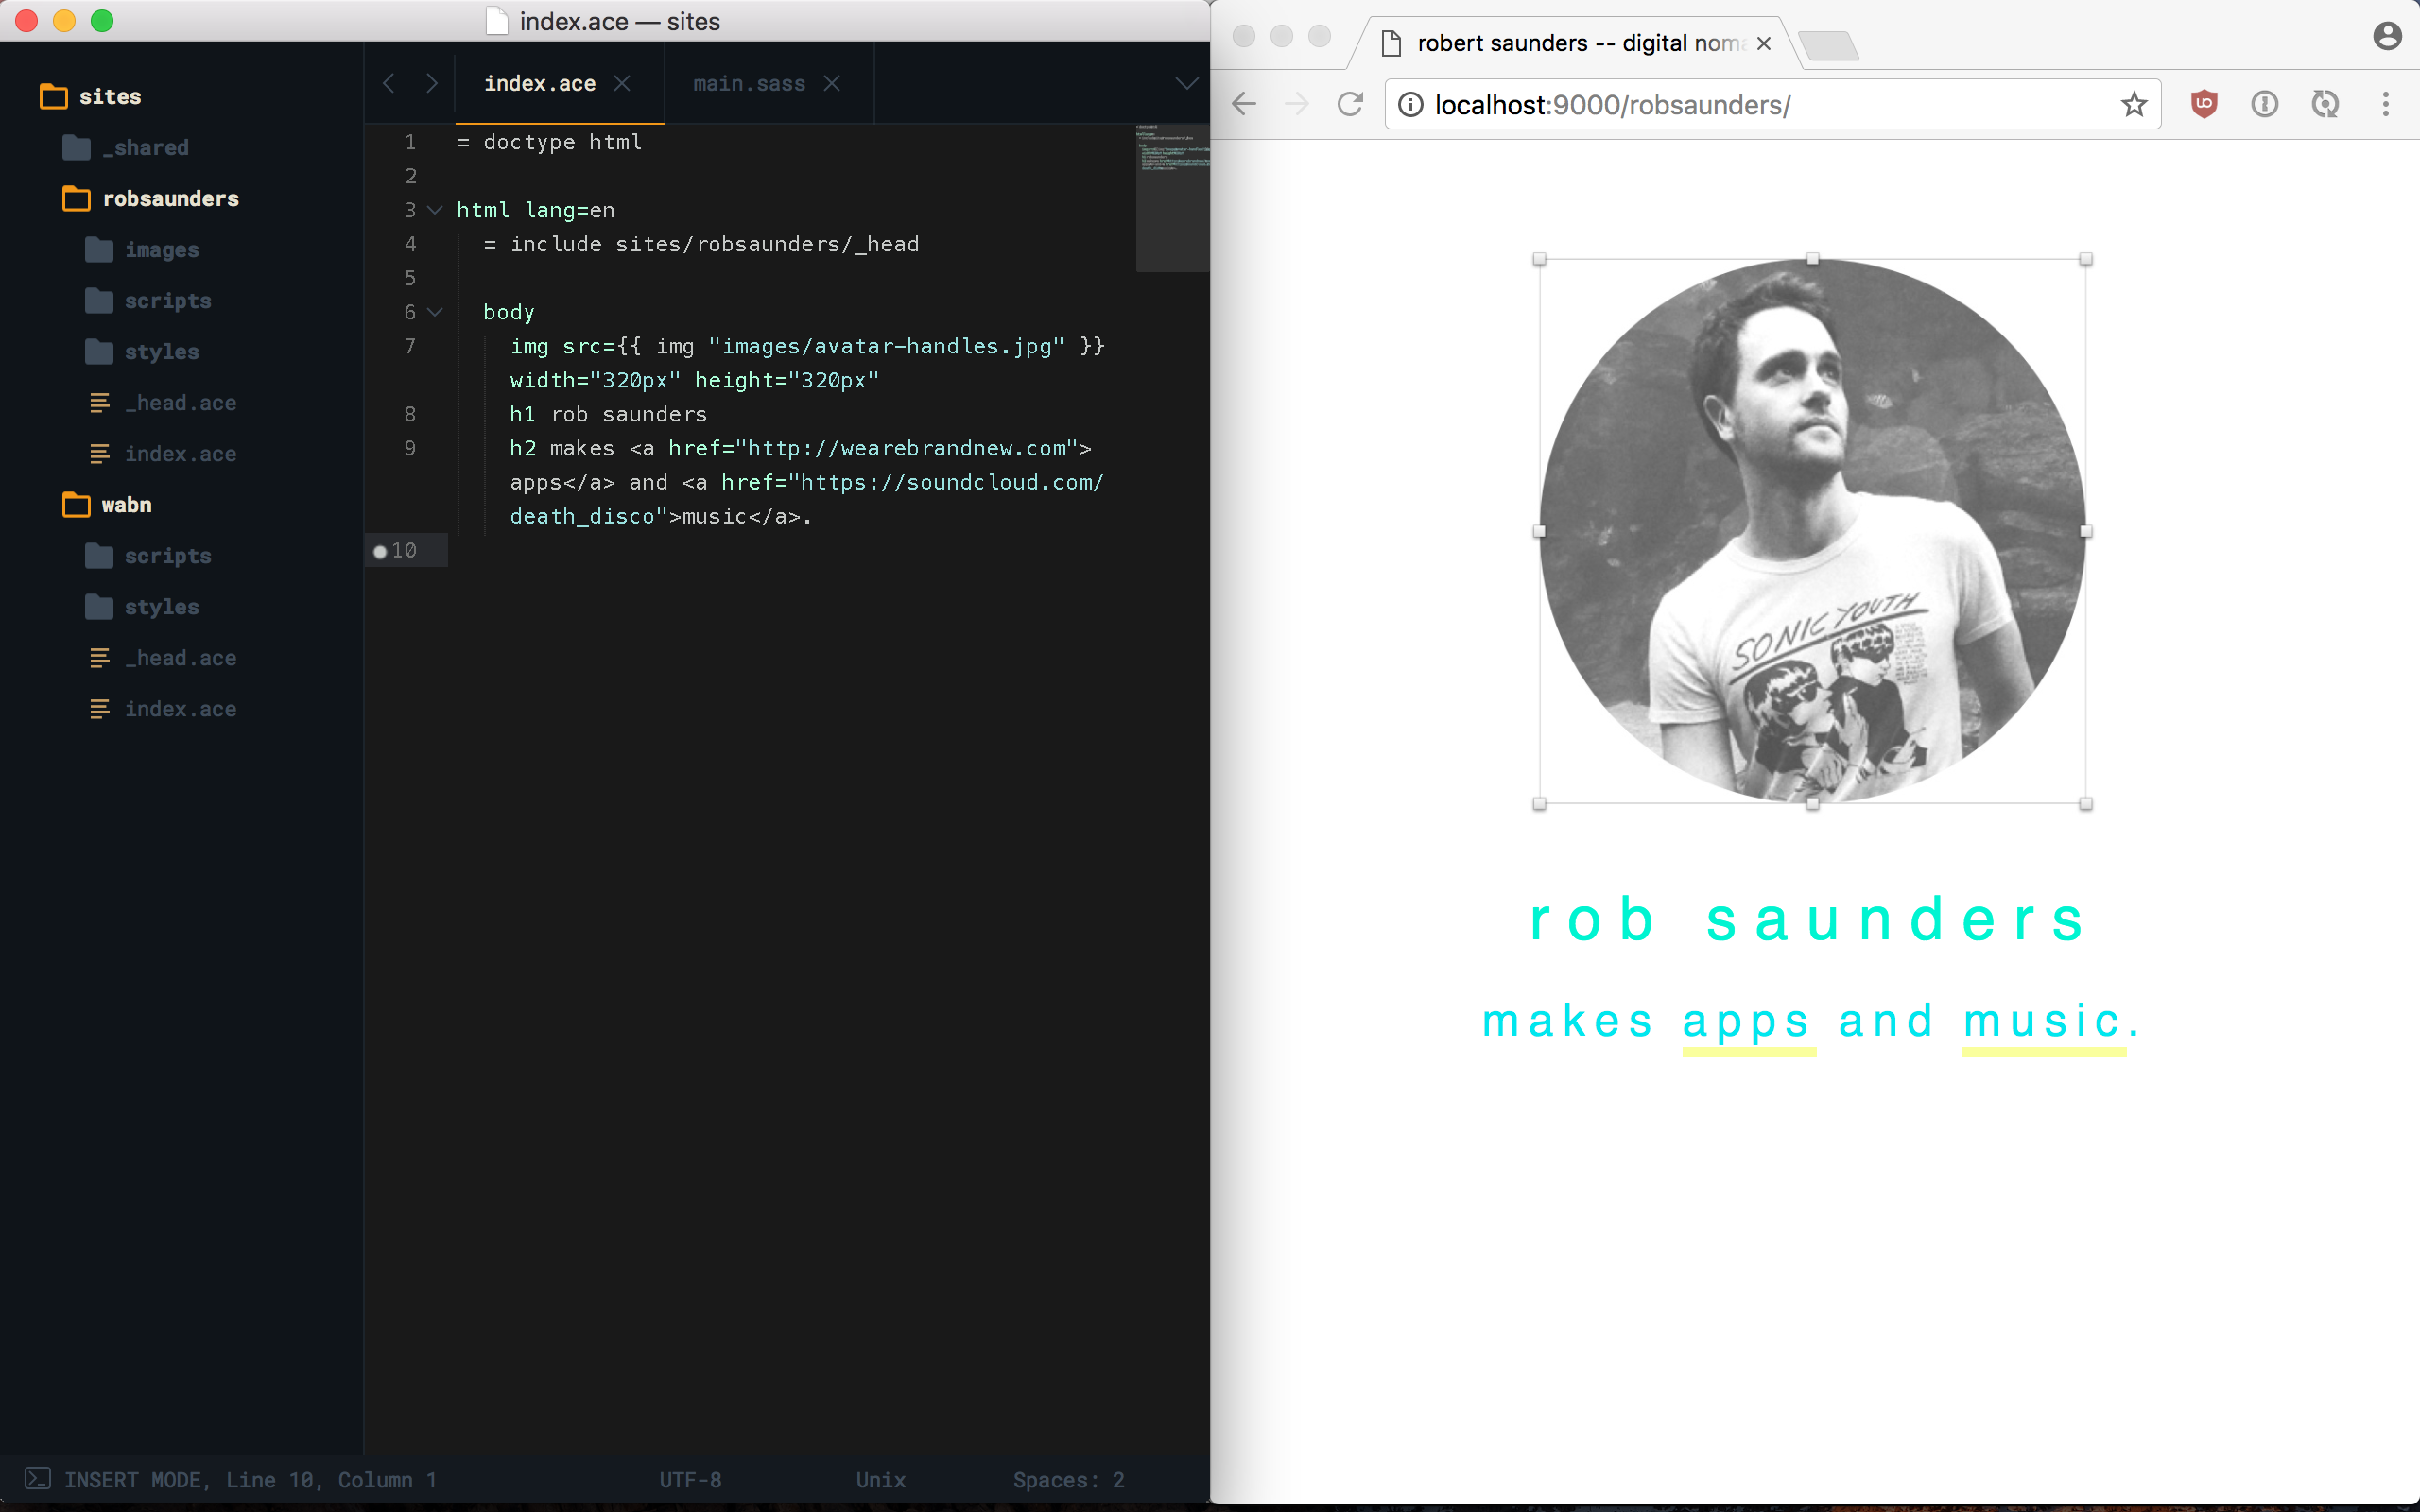 index.ace — sites
sites
_shared
robsaunders
images
scripts
styles
_head.ace
index.ace
wabn
scripts
styles
_head.ace
index.ace
index.ace
main.sass
1 = doctype html
2
3 html lang=en
4 = include sites/robsaunders/_head
5
6 body
7 img src={{ img "images/avatar-handles.jpg" }}
width="320px" height="320px"
8 h1 rob saunders
9 h2 makes <a href="http://wearebrandnew.com">
apps</a> and <a href="https://soundcloud.com/
death_disco">music</a>.
10
INSERT MODE, Line 10, Column 1
UTF-8
Unix
Spaces: 2
robert saunders -- digital nom
localhost:9000/robsaunders/
SONIC YOUTH
rob saunders
makes apps and music.